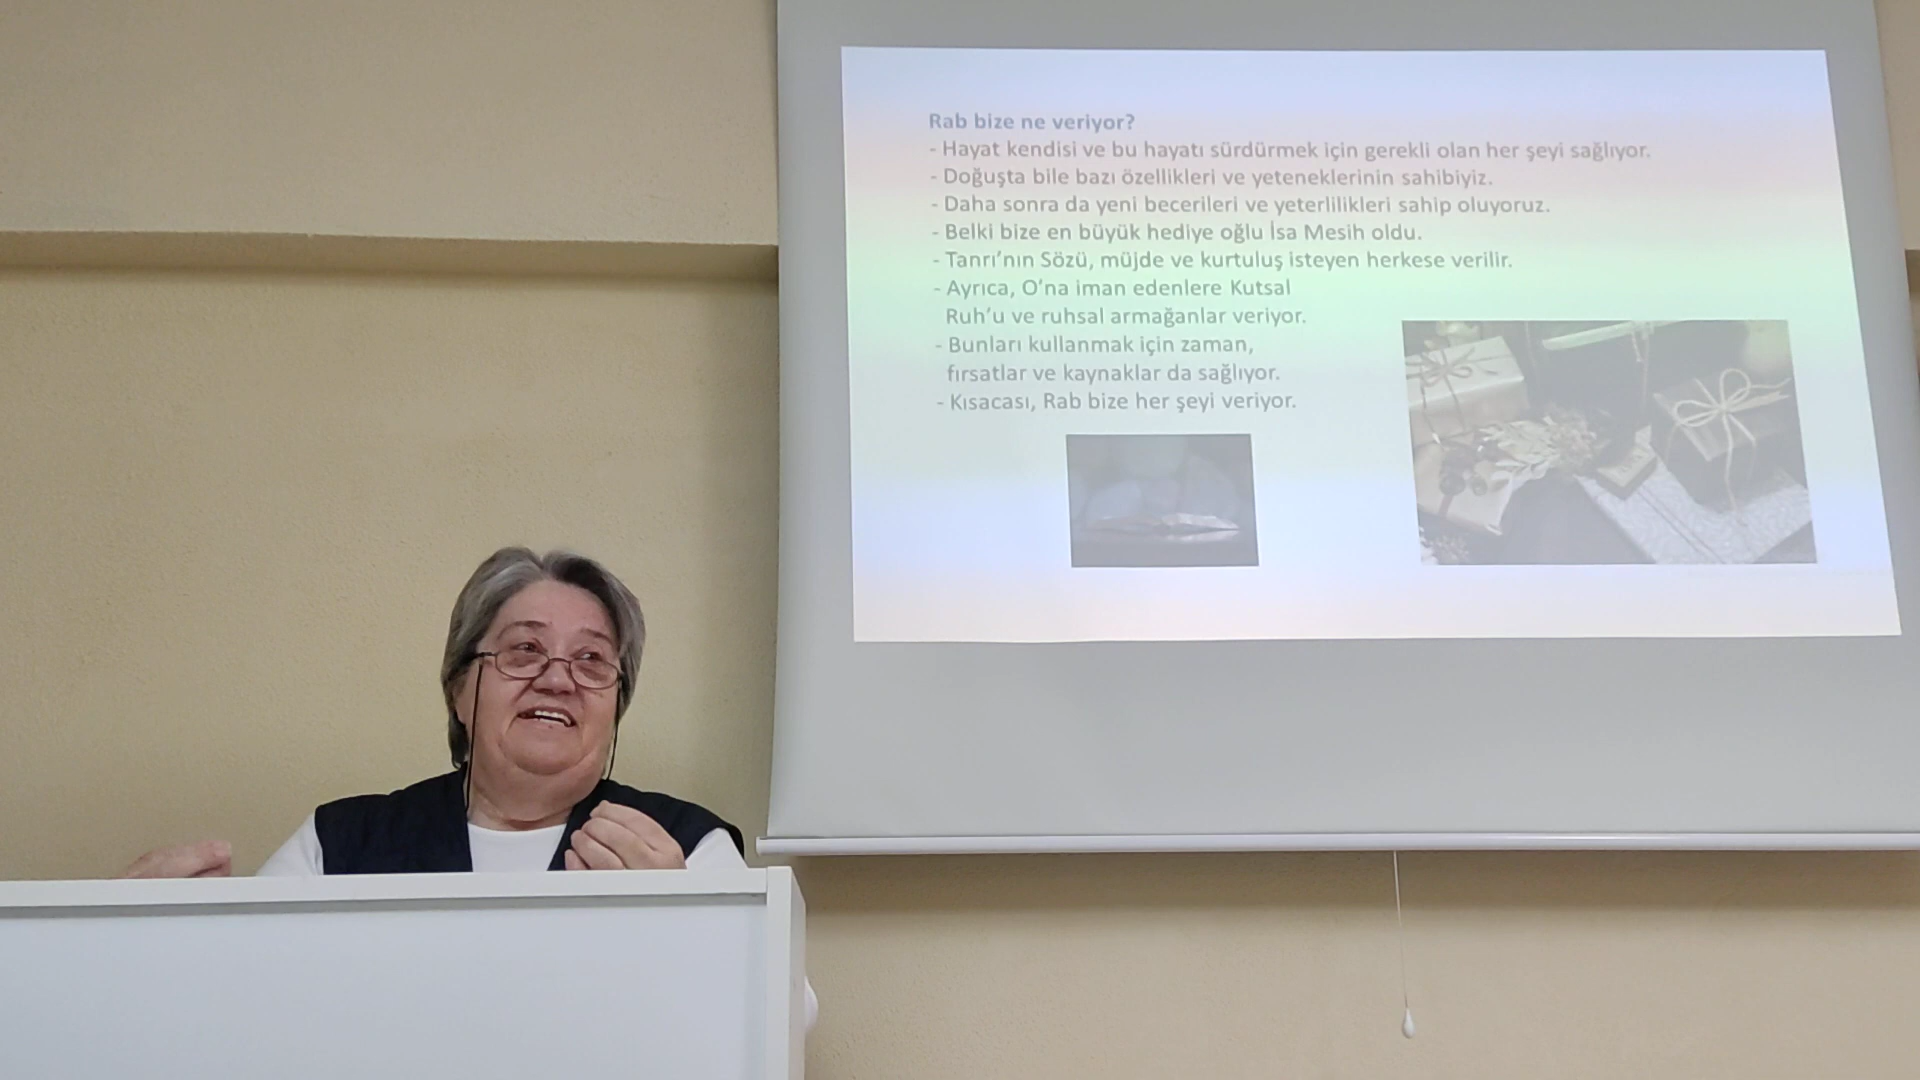 Rab bize ne veriyor?
- Hayat kendisi ve bu hayatı sürdürmek için gerekli olan her şeyi sağlıyor.
- Doğuşta bile bazı özellikleri ve yeteneklerinin sahibiyiz.
- Daha sonra da yeni becerileri ve yeterlilikleri sahip oluyoruz.
- Belki bize en büyük hediye oğlu İsa Mesih oldu.
- Tanrı'nın Sözü, müjde ve kurtuluş isteyen herkese verilir.
- Ayrıca, O'na iman edenlere Kutsal
Ruh'u ve ruhsal armağanlar veriyor.
- Bunları kullanmak için zaman,
fırsatlar ve kaynaklar da sağlıyor.
- Kısacası, Rab bize her şeyi veriyor.